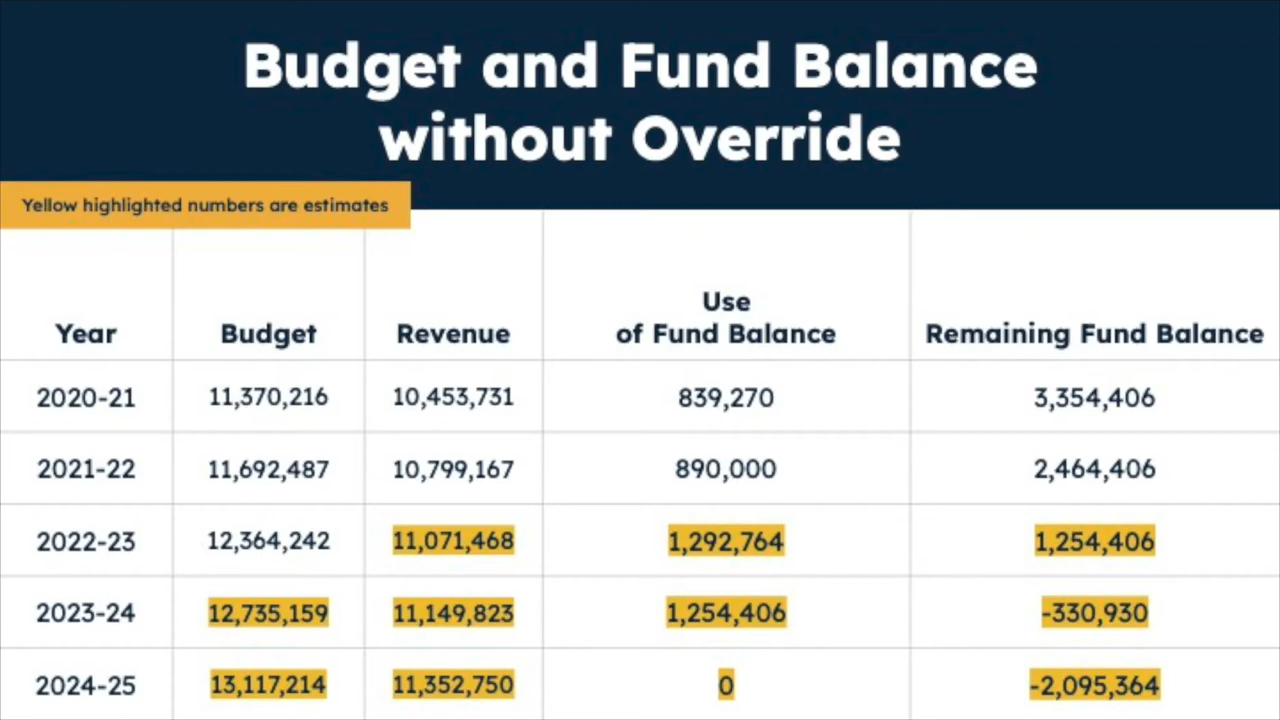 Budget and Fund Balance
without Override
Yellow highlighted numbers are estimates
Year Budget Revenue Use of Fund Balance Remaining Fund Balance
2020-21 11,370,216 10,453,731 839,270 3,354,406
2021-22 11,692,487 10,799,167 890,000 2,464,406
2022-23 12,364,242 11,071,468 1,292,764 1,254,406
2023-24 12,735,159 11,149,823 1,254,406 -330,930
2024-25 13,117,214 11,352,750 0 -2,095,364